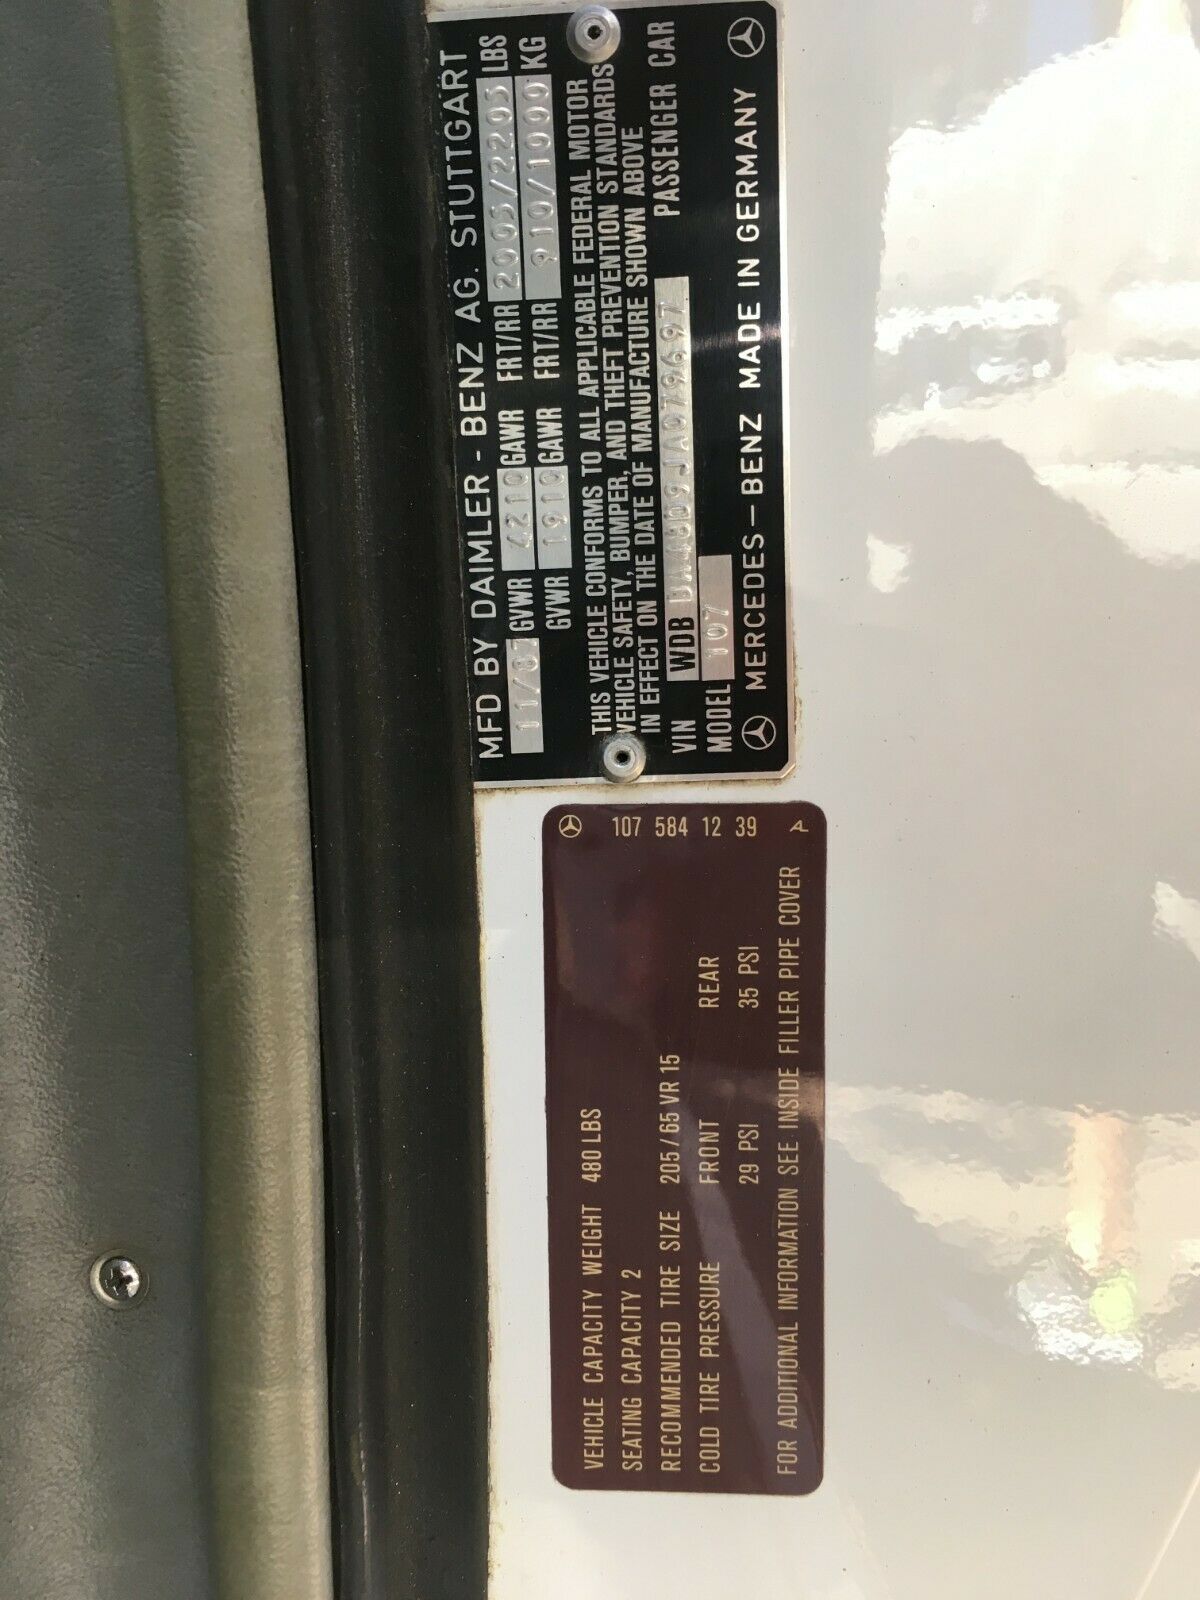 MFD BY DAIMLER - BENZ AG. STUTTGART
11/87 GVWR 4210 GAWR FRT/RR 2005/2203 LBS
GVWR 1910 GAWR FRT/RR 910/1000 KG
THIS VEHICLE CONFORMS TO ALL APPLICABLE FEDERAL MOTOR
VEHICLE SAFETY, BUMPER, AND THEFT PREVENTION STANDARDS
IN EFFECT ON THE DATE OF MANUFACTURE SHOWN ABOVE
VIN WDB BA48D9JA079697 PASSENGER CAR
MODEL 107
MERCEDES-BENZ MADE IN GERMANY
107 584 12 39
VEHICLE CAPACITY WEIGHT 480 LBS
SEATING CAPACITY 2
RECOMMENDED TIRE SIZE 205/65 VR 15
COLD TIRE PRESSURE FRONT REAR
29 PSI 35 PSI
FOR ADDITIONAL INFORMATION SEE INSIDE FILLER PIPE COVER